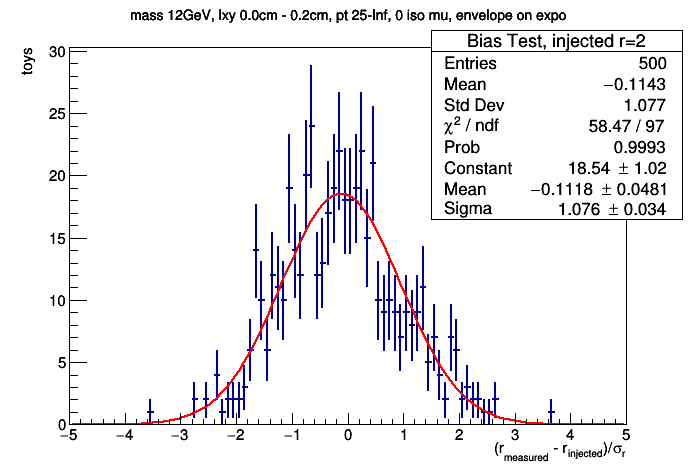 mass 12GeV, lxy 0.0cm - 0.2cm, pt 25-Inf, 0 iso mu, envelope on expo
Bias Test, injected r=2
Entries 500
Mean −0.1143
Std Dev 1.077
χ² / ndf 58.47 / 97
Prob 0.9993
Constant 18.54 ± 1.02
Mean −0.1118 ± 0.0481
Sigma 1.076 ± 0.034
toys
30
25
20
15
10
5
0
−5 −4 −3 −2 −1 0 1 2 3 4 5
(r_measured - r_injected)/σ_r